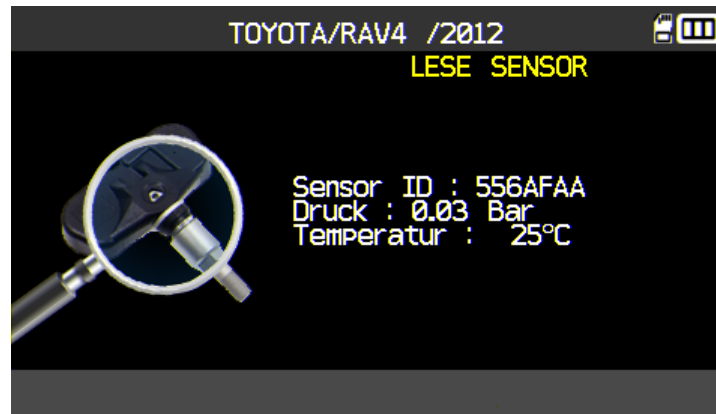 TOYOTA/RAV4 /2012
LESE SENSOR
Sensor ID : 556AFAA
Druck : 0.03 Bar
Temperatur : 25°C